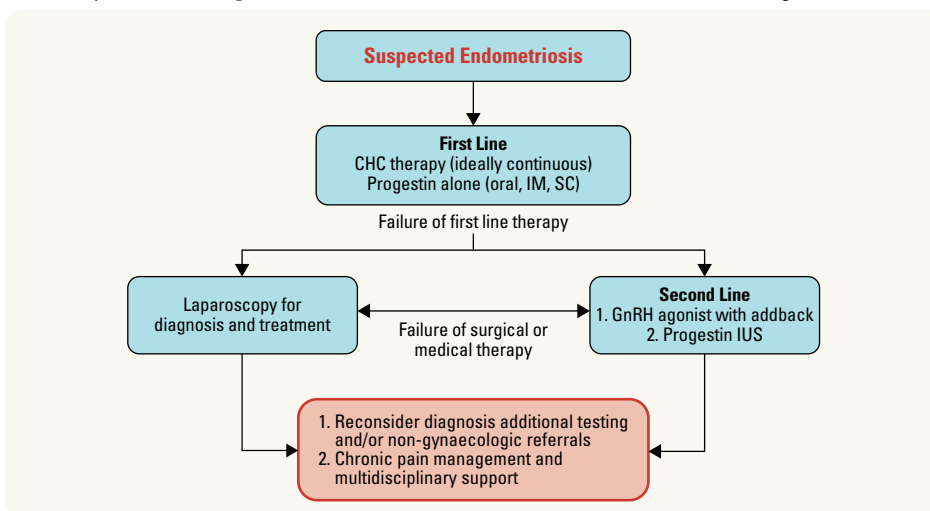 Suspected Endometriosis
First Line
CHC therapy (ideally continuous)
Progestin alone (oral, IM, SC)
Failure of first line therapy
Laparoscopy for
diagnosis and treatment
Second Line
1. GnRH agonist with addback
2. Progestin IUS
Failure of surgical or
medical therapy
1. Reconsider diagnosis additional testing
and/or non-gynaecologic referrals
2. Chronic pain management and
multidisciplinary support